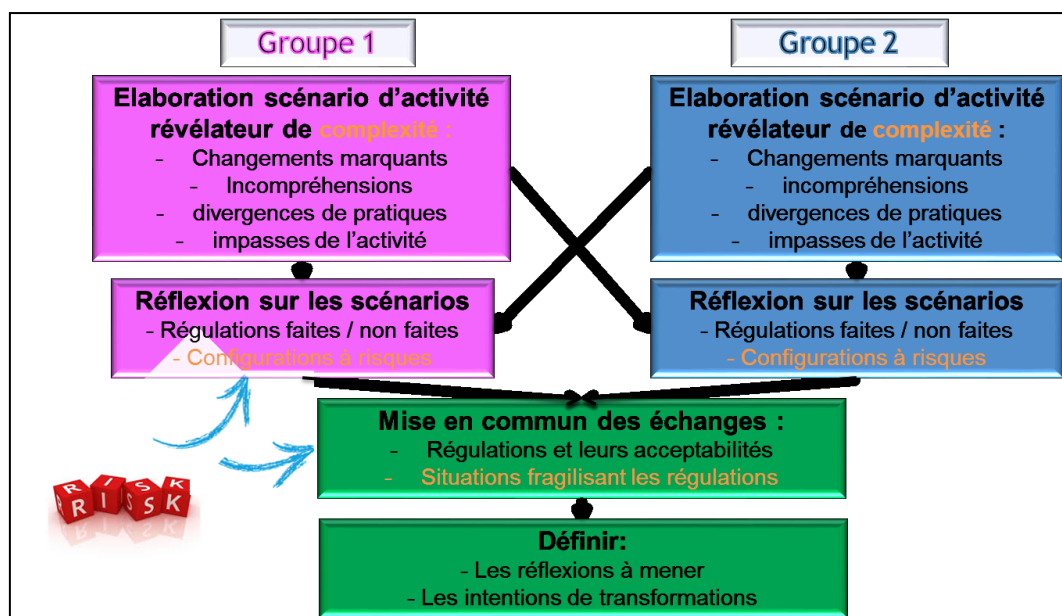 Groupe 1
Elaboration scénario d'activité
révélateur de complexité :
- Changements marquants
- Incompréhensions
- divergences de pratiques
- impasses de l'activité
Réflexion sur les scénarios
- Régulations faites / non faites
- Configurations à risques
Groupe 2
Elaboration scénario d'activité
révélateur de complexité :
- Changements marquants
- incompréhensions
- divergences de pratiques
- impasses de l'activité
Réflexion sur les scénarios
- Régulations faites / non faites
- Configurations à risques
Mise en commun des échanges :
- Régulations et leurs acceptabilités
- Situations fragilisant les régulations
Définir:
- Les réflexions à mener
- Les intentions de transformations
RISK
RISK